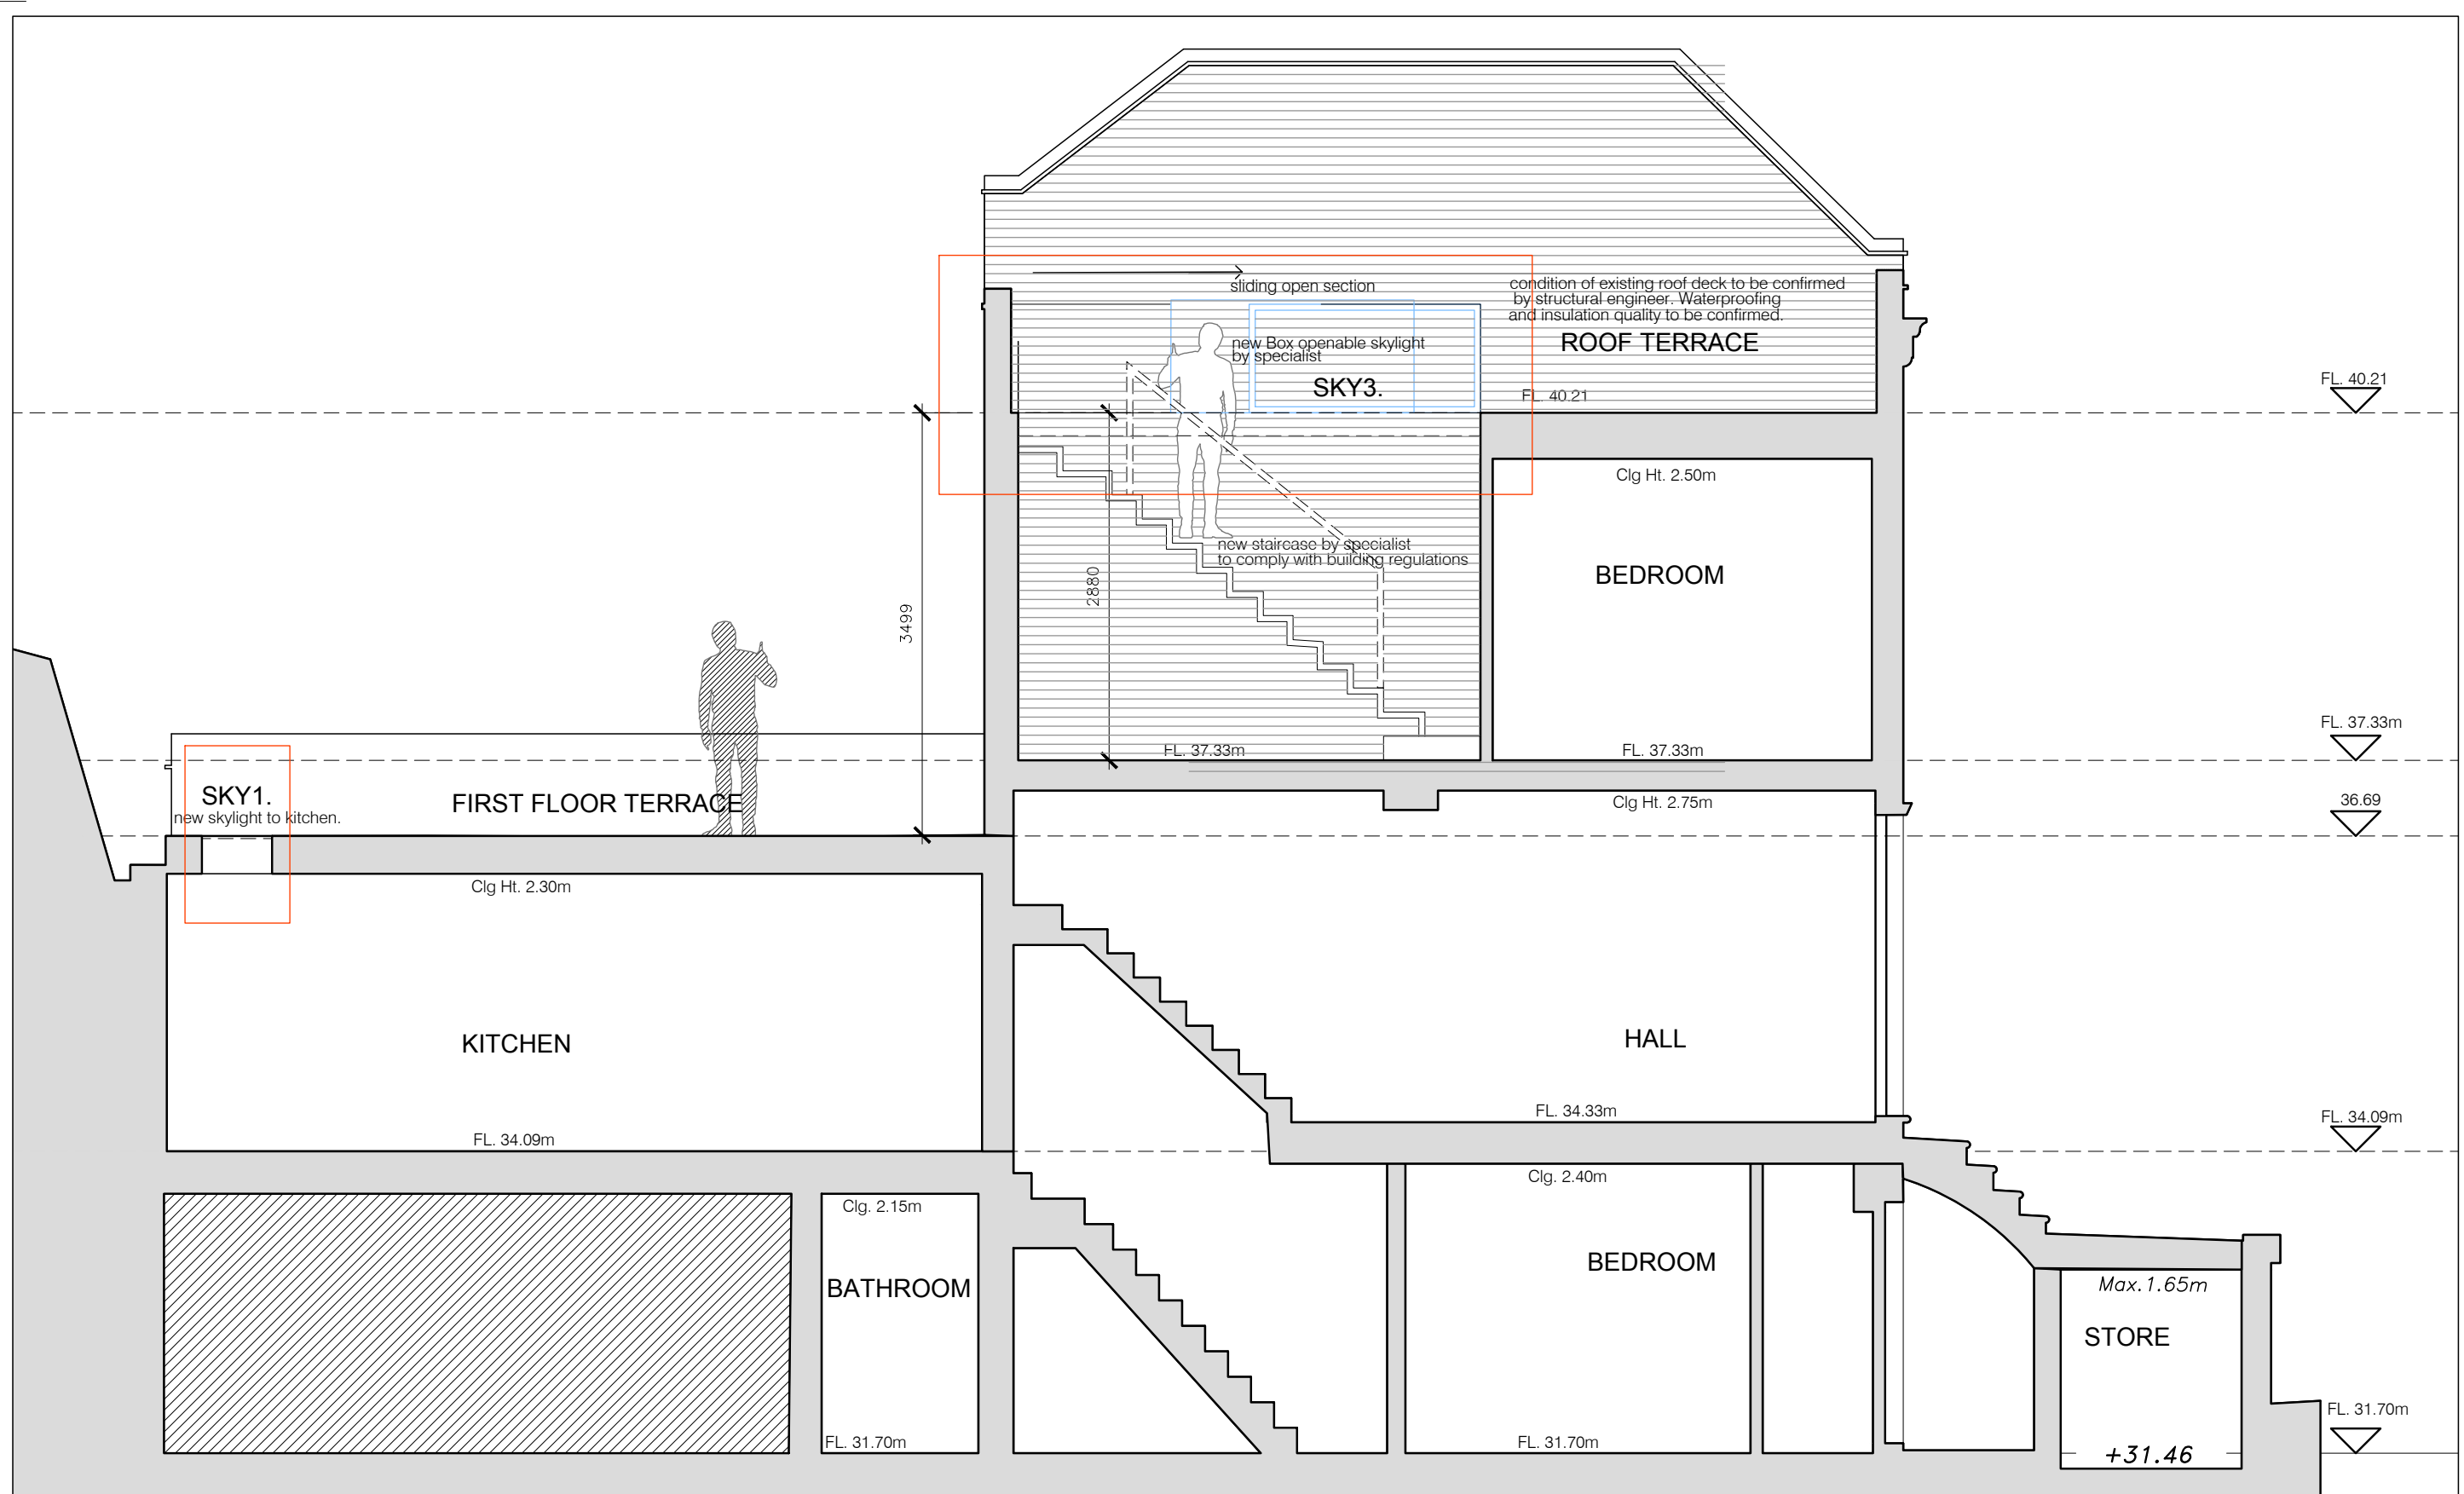 sliding open section
condition of existing roof deck to be confirmed
by structural engineer. Waterproofing
and insulation quality to be confirmed.
new Box openable skylight
by specialist
ROOF TERRACE
SKY3.
FL. 40.21
FL. 40.21
Clg Ht. 2.50m
new staircase by specialist
to comply with building regulations
BEDROOM
2880
3499
FL. 37.33m
FL. 37.33m
FL. 37.33m
SKY1.
new skylight to kitchen.
FIRST FLOOR TERRACE
Clg Ht. 2.75m
36.69
Clg Ht. 2.30m
KITCHEN
HALL
FL. 34.33m
FL. 34.09m
FL. 34.09m
Clg. 2.15m
Clg. 2.40m
BATHROOM
BEDROOM
Max.1.65m
STORE
FL. 31.70m
FL. 31.70m
FL. 31.70m
+31.46